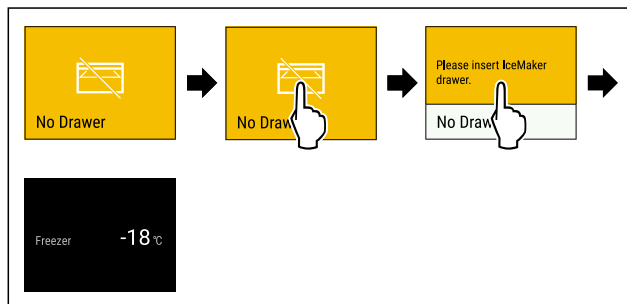 No Drawer
No Draw
Please insert IceMaker
drawer.
No Draw
Freezer
-18 °C